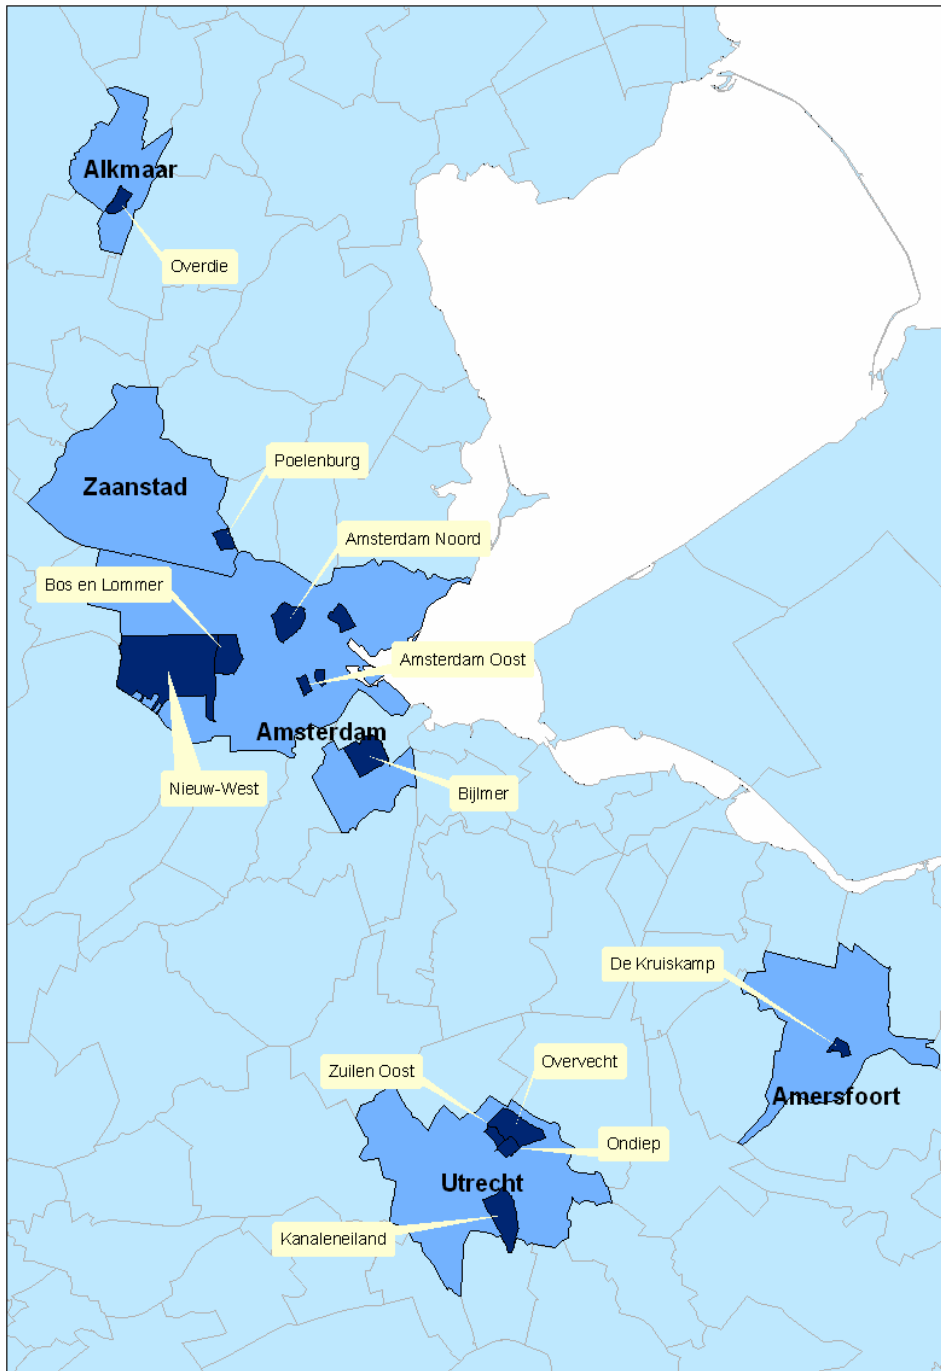 Alkmaar
Overdie
Poelenburg
Zaanstad
Amsterdam Noord
Bos en Lommer
Amsterdam Oost
Amsterdam
Nieuw-West
Bijlmer
De Kruiskamp
Overvecht
Zuilen Oost
Amersfoort
Ondiep
Utrecht
Kanaleneiland